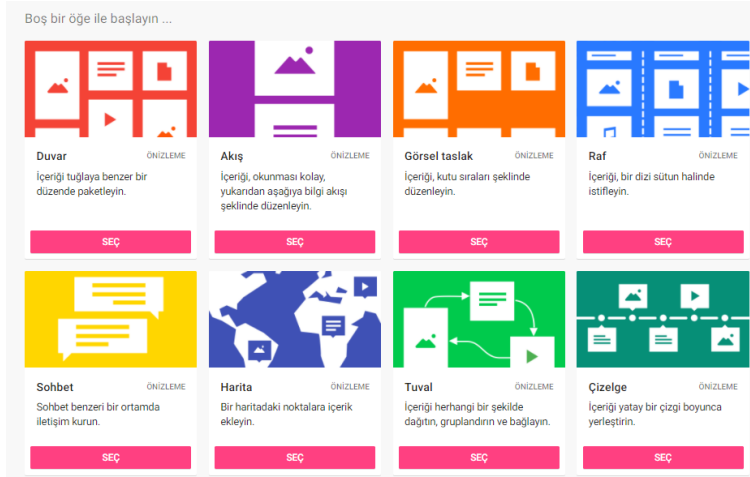 Boş bir öğe ile başlayın ...
Duvar ÖNİZLEME
İçeriği tuğlaya benzer bir
düzende paketleyin.
SEÇ
Akış ÖNİZLEME
İçeriği, okunması kolay,
yukarıdan aşağıya bilgi akışı
şeklinde düzenleyin.
SEÇ
Görsel taslak ÖNİZLEME
İçeriği, kutu sıraları şeklinde
düzenleyin.
SEÇ
Raf ÖNİZLEME
İçeriği, bir dizi sütun halinde
istifleyin.
SEÇ
Sohbet ÖNİZLEME
Sohbet benzeri bir ortamda
iletişim kurun.
SEÇ
Harita ÖNİZLEME
Bir haritadaki noktalara içerik
ekleyin.
SEÇ
Tuval ÖNİZLEME
İçeriği herhangi bir şekilde
dağıtın, gruplandırın ve bağlayın.
SEÇ
Çizelge ÖNİZLEME
İçeriği yatay bir çizgi boyunca
yerleştirin.
SEÇ